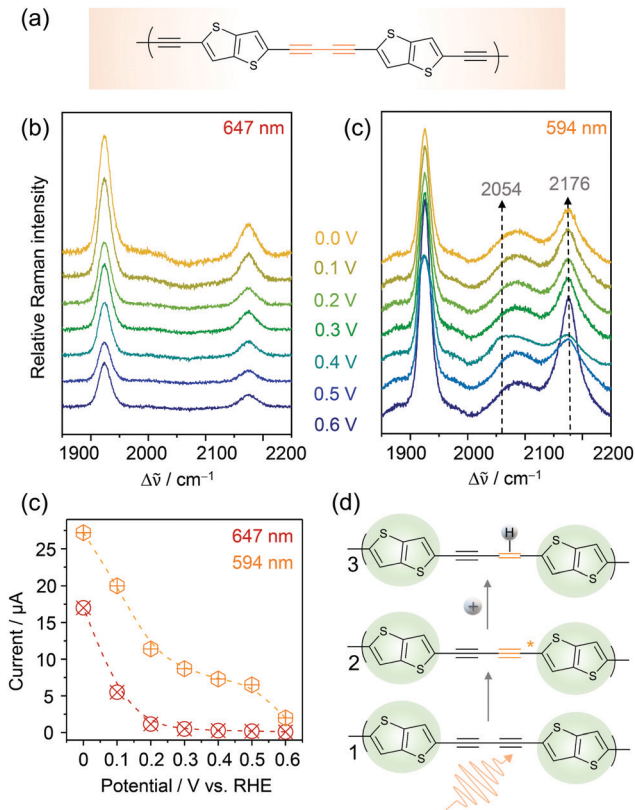 (a)
S
S
S
S
(b)
647 nm
(c)
594 nm
2054
2176
Relative Raman intensity
0.0 V
0.1 V
0.2 V
0.3 V
0.4 V
0.5 V
0.6 V
1900 2000 2100 2200
1900 2000 2100 2200
Δṽ / cm⁻¹
Δṽ / cm⁻¹
(c)
647 nm
594 nm
Current / µA
25
20
15
10
5
0
0 0.1 0.2 0.3 0.4 0.5 0.6
Potential / V vs. RHE
(d)
3
H
S
S
S
S
+
2
*
S
S
S
S
1
S
S
S
S